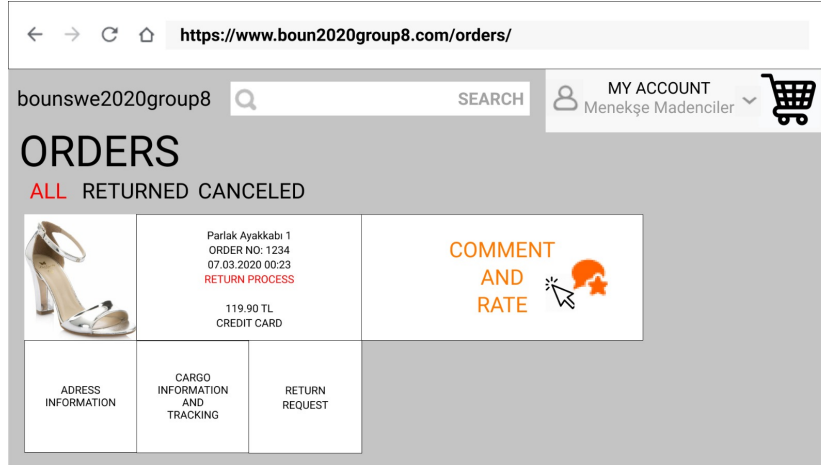 https://www.boun2020group8.com/orders/
bounswe2020group8
SEARCH
MY ACCOUNT
Menekşe Madenciler
ORDERS
ALL RETURNED CANCELED
Parlak Ayakkabı 1
ORDER NO: 1234
07.03.2020 00:23
RETURN PROCESS
119.90 TL
CREDIT CARD
COMMENT
AND
RATE
ADRESS
INFORMATION
CARGO
INFORMATION
AND
TRACKING
RETURN
REQUEST